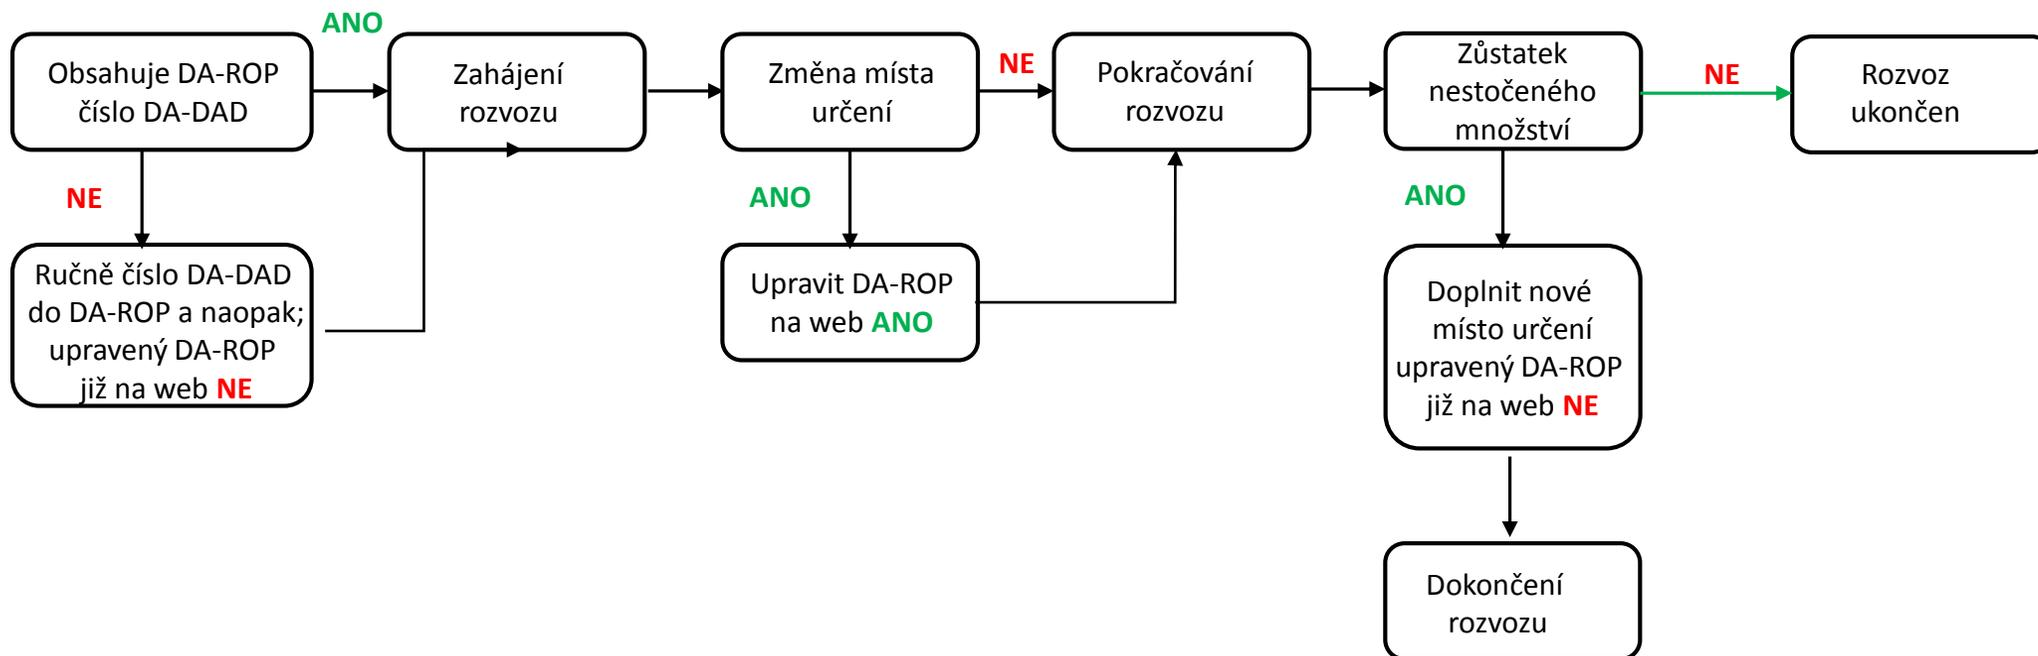 ANO
Obsahuje DA-ROP
číslo DA-DAD
Zahájení
rozvozu
Změna místa
určení
NE
Pokračování
rozvozu
Zůstatek
nestočeného
množství
NE
Rozvoz
ukončen
NE
ANO
ANO
Ručně číslo DA-DAD
do DA-ROP a naopak;
upravený DA-ROP
již na web NE
Upravit DA-ROP
na web ANO
Doplnit nové
místo určení
upravený DA-ROP
již na web NE
Dokončení
rozvozu